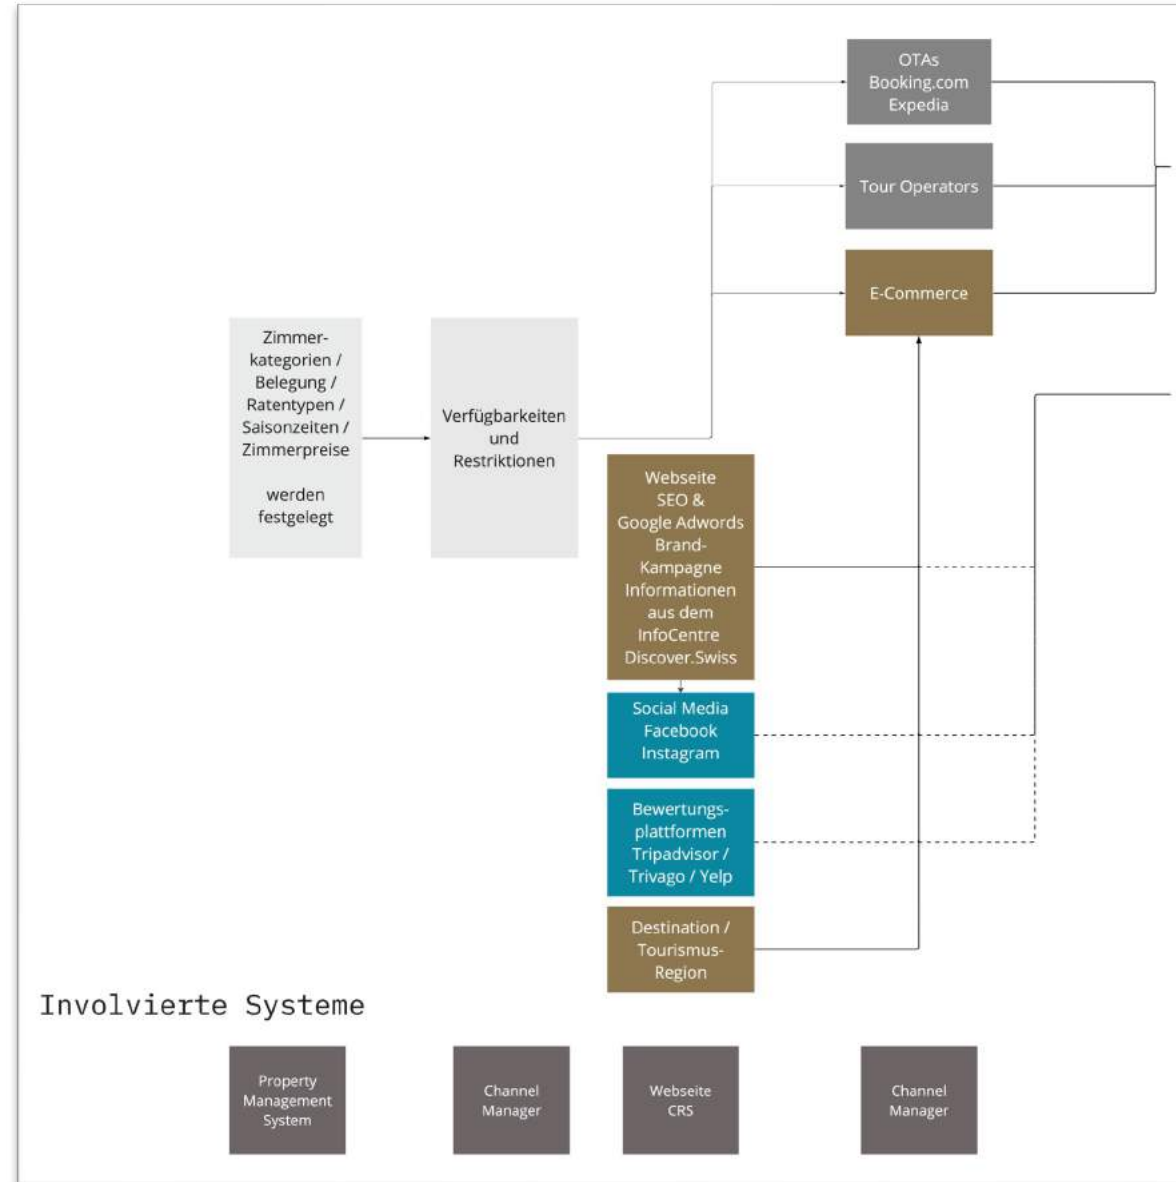 OTAs
Booking.com
Expedia
Tour Operators
E-Commerce
Zimmer-
kategorien /
Belegung /
Ratentypen /
Saisonzeiten /
Zimmerpreise
werden
festgelegt
Verfügbarkeiten
und
Restriktionen
Webseite
SEO &
Google Adwords
Brand-
Kampagne
Informationen
aus dem
InfoCentre
Discover.Swiss
Social Media
Facebook
Instagram
Bewertungs-
plattformen
Tripadvisor /
Trivago / Yelp
Destination /
Tourismus-
Region
Involvierte Systeme
Property
Management
System
Channel
Manager
Webseite
CRS
Channel
Manager